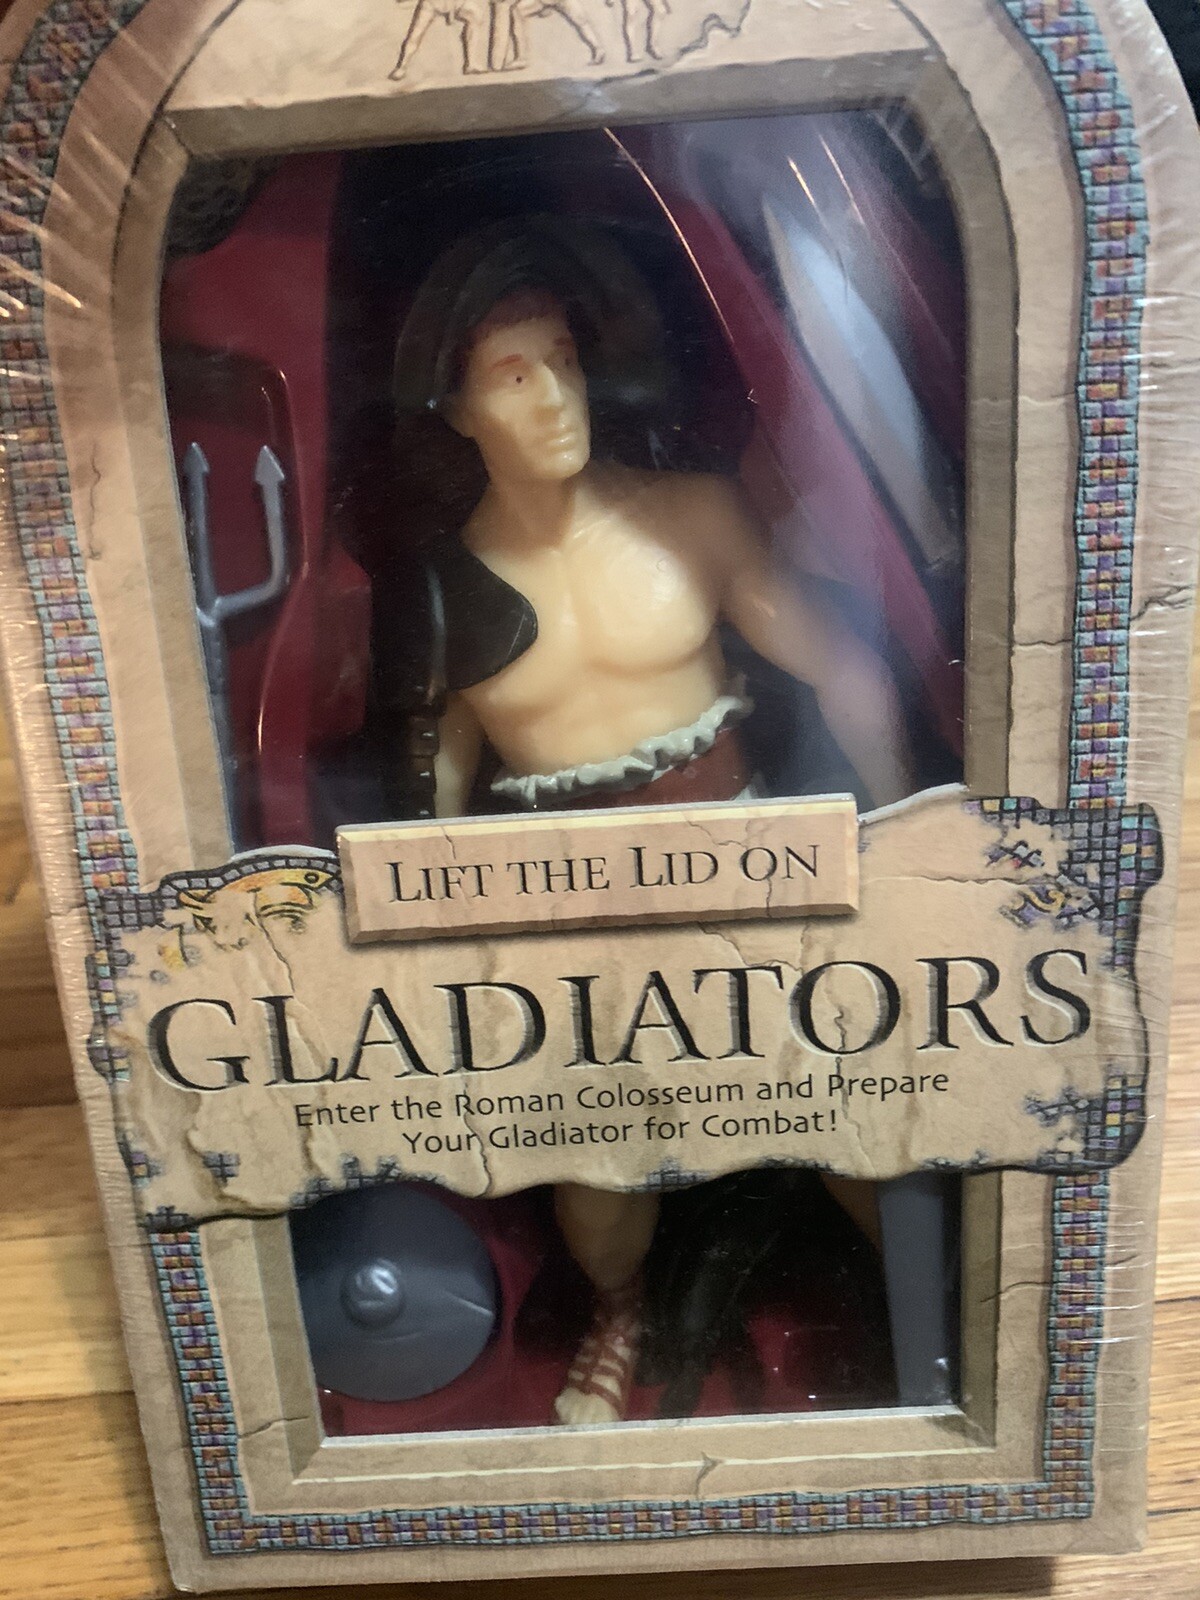 LIFT THE LID ON
GLADIATORS
Enter the Roman Colosseum and Prepare
Your Gladiator for Combat!